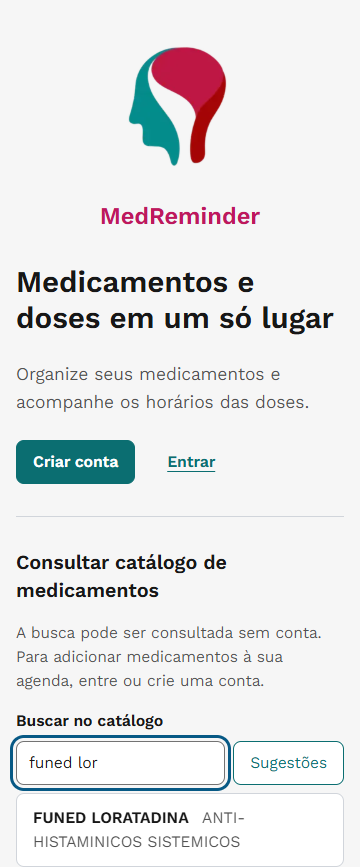 MedReminder
Medicamentos e
doses em um só lugar
Organize seus medicamentos e
acompanhe os horários das doses.
Criar conta Entrar
Consultar catálogo de
medicamentos
A busca pode ser consultada sem conta.
Para adicionar medicamentos à sua
agenda, entre ou crie uma conta.
Buscar no catálogo
funed lor Sugestões
FUNED LORATADINA ANTI-
HISTAMINICOS SISTEMICOS